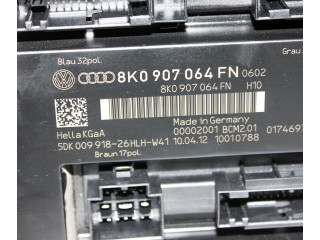 Blau 32pol.
Grau
8K0 907 064 FN 0602
8K0 907 064 FN H10
Made in Germany
Hella KGaA 00002001 BCM2.01 017469
5DK 009 918-26HLH-W41 10.04.12 10010788
Braun 17pol.